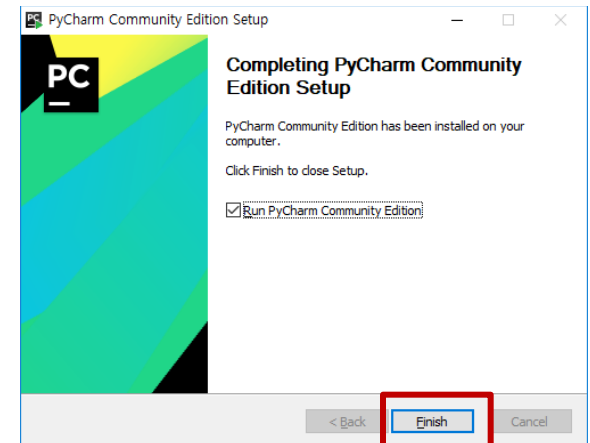 PyCharm Community Edition Setup
PC
Completing PyCharm Community
Edition Setup
PyCharm Community Edition has been installed on your
computer.
Click Finish to close Setup.
Run PyCharm Community Edition
< Back
Finish
Cancel